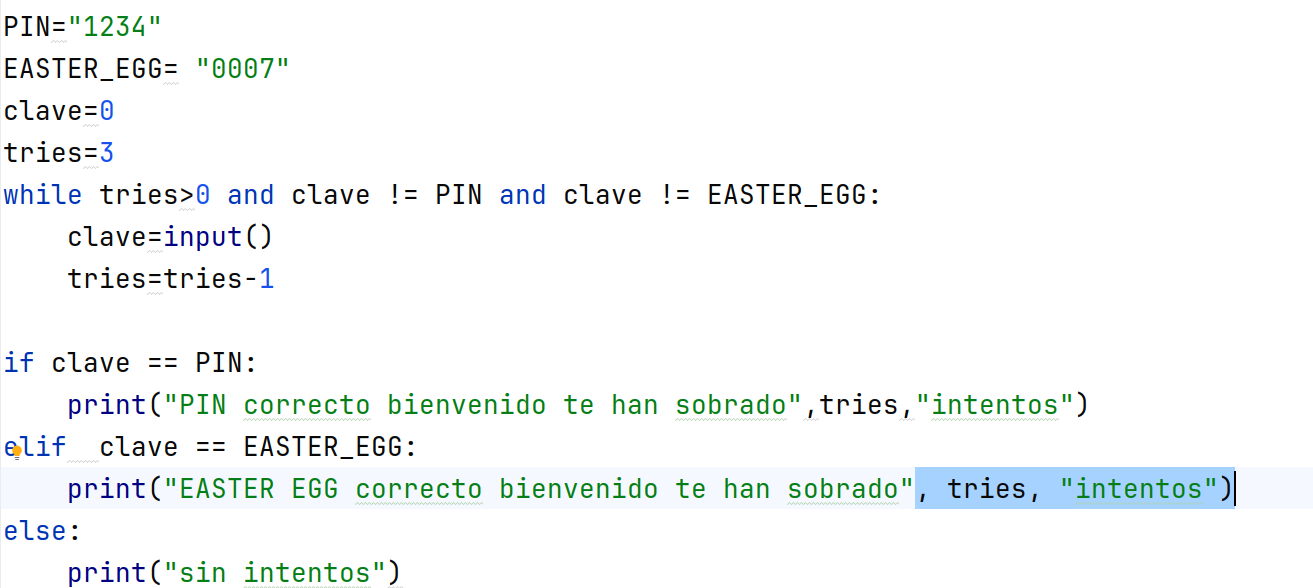 PIN="1234"
EASTER_EGG= "0007"
clave=0
tries=3
while tries>0 and clave != PIN and clave != EASTER_EGG:
    clave=input()
    tries=tries-1

if clave == PIN:
    print("PIN correcto bienvenido te han sobrado",tries,"intentos")
elif  clave == EASTER_EGG:
    print("EASTER EGG correcto bienvenido te han sobrado", tries, "intentos")
else:
    print("sin intentos")